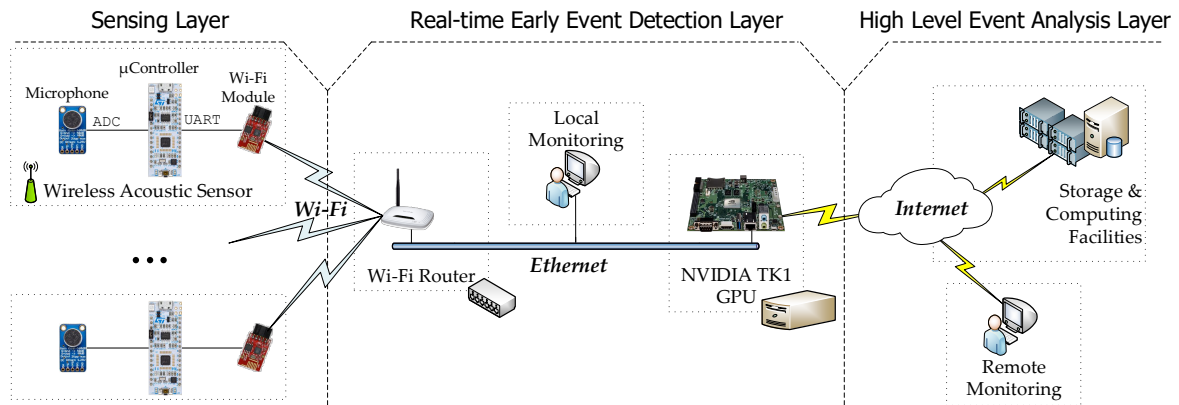 Sensing Layer
Real-time Early Event Detection Layer
High Level Event Analysis Layer
µController
Microphone
Wi-Fi
Module
ADC
UART
Wireless Acoustic Sensor
Wi-Fi
• • •
Local
Monitoring
Wi-Fi Router
Ethernet
NVIDIA TK1
GPU
Internet
Storage &
Computing
Facilities
Remote
Monitoring